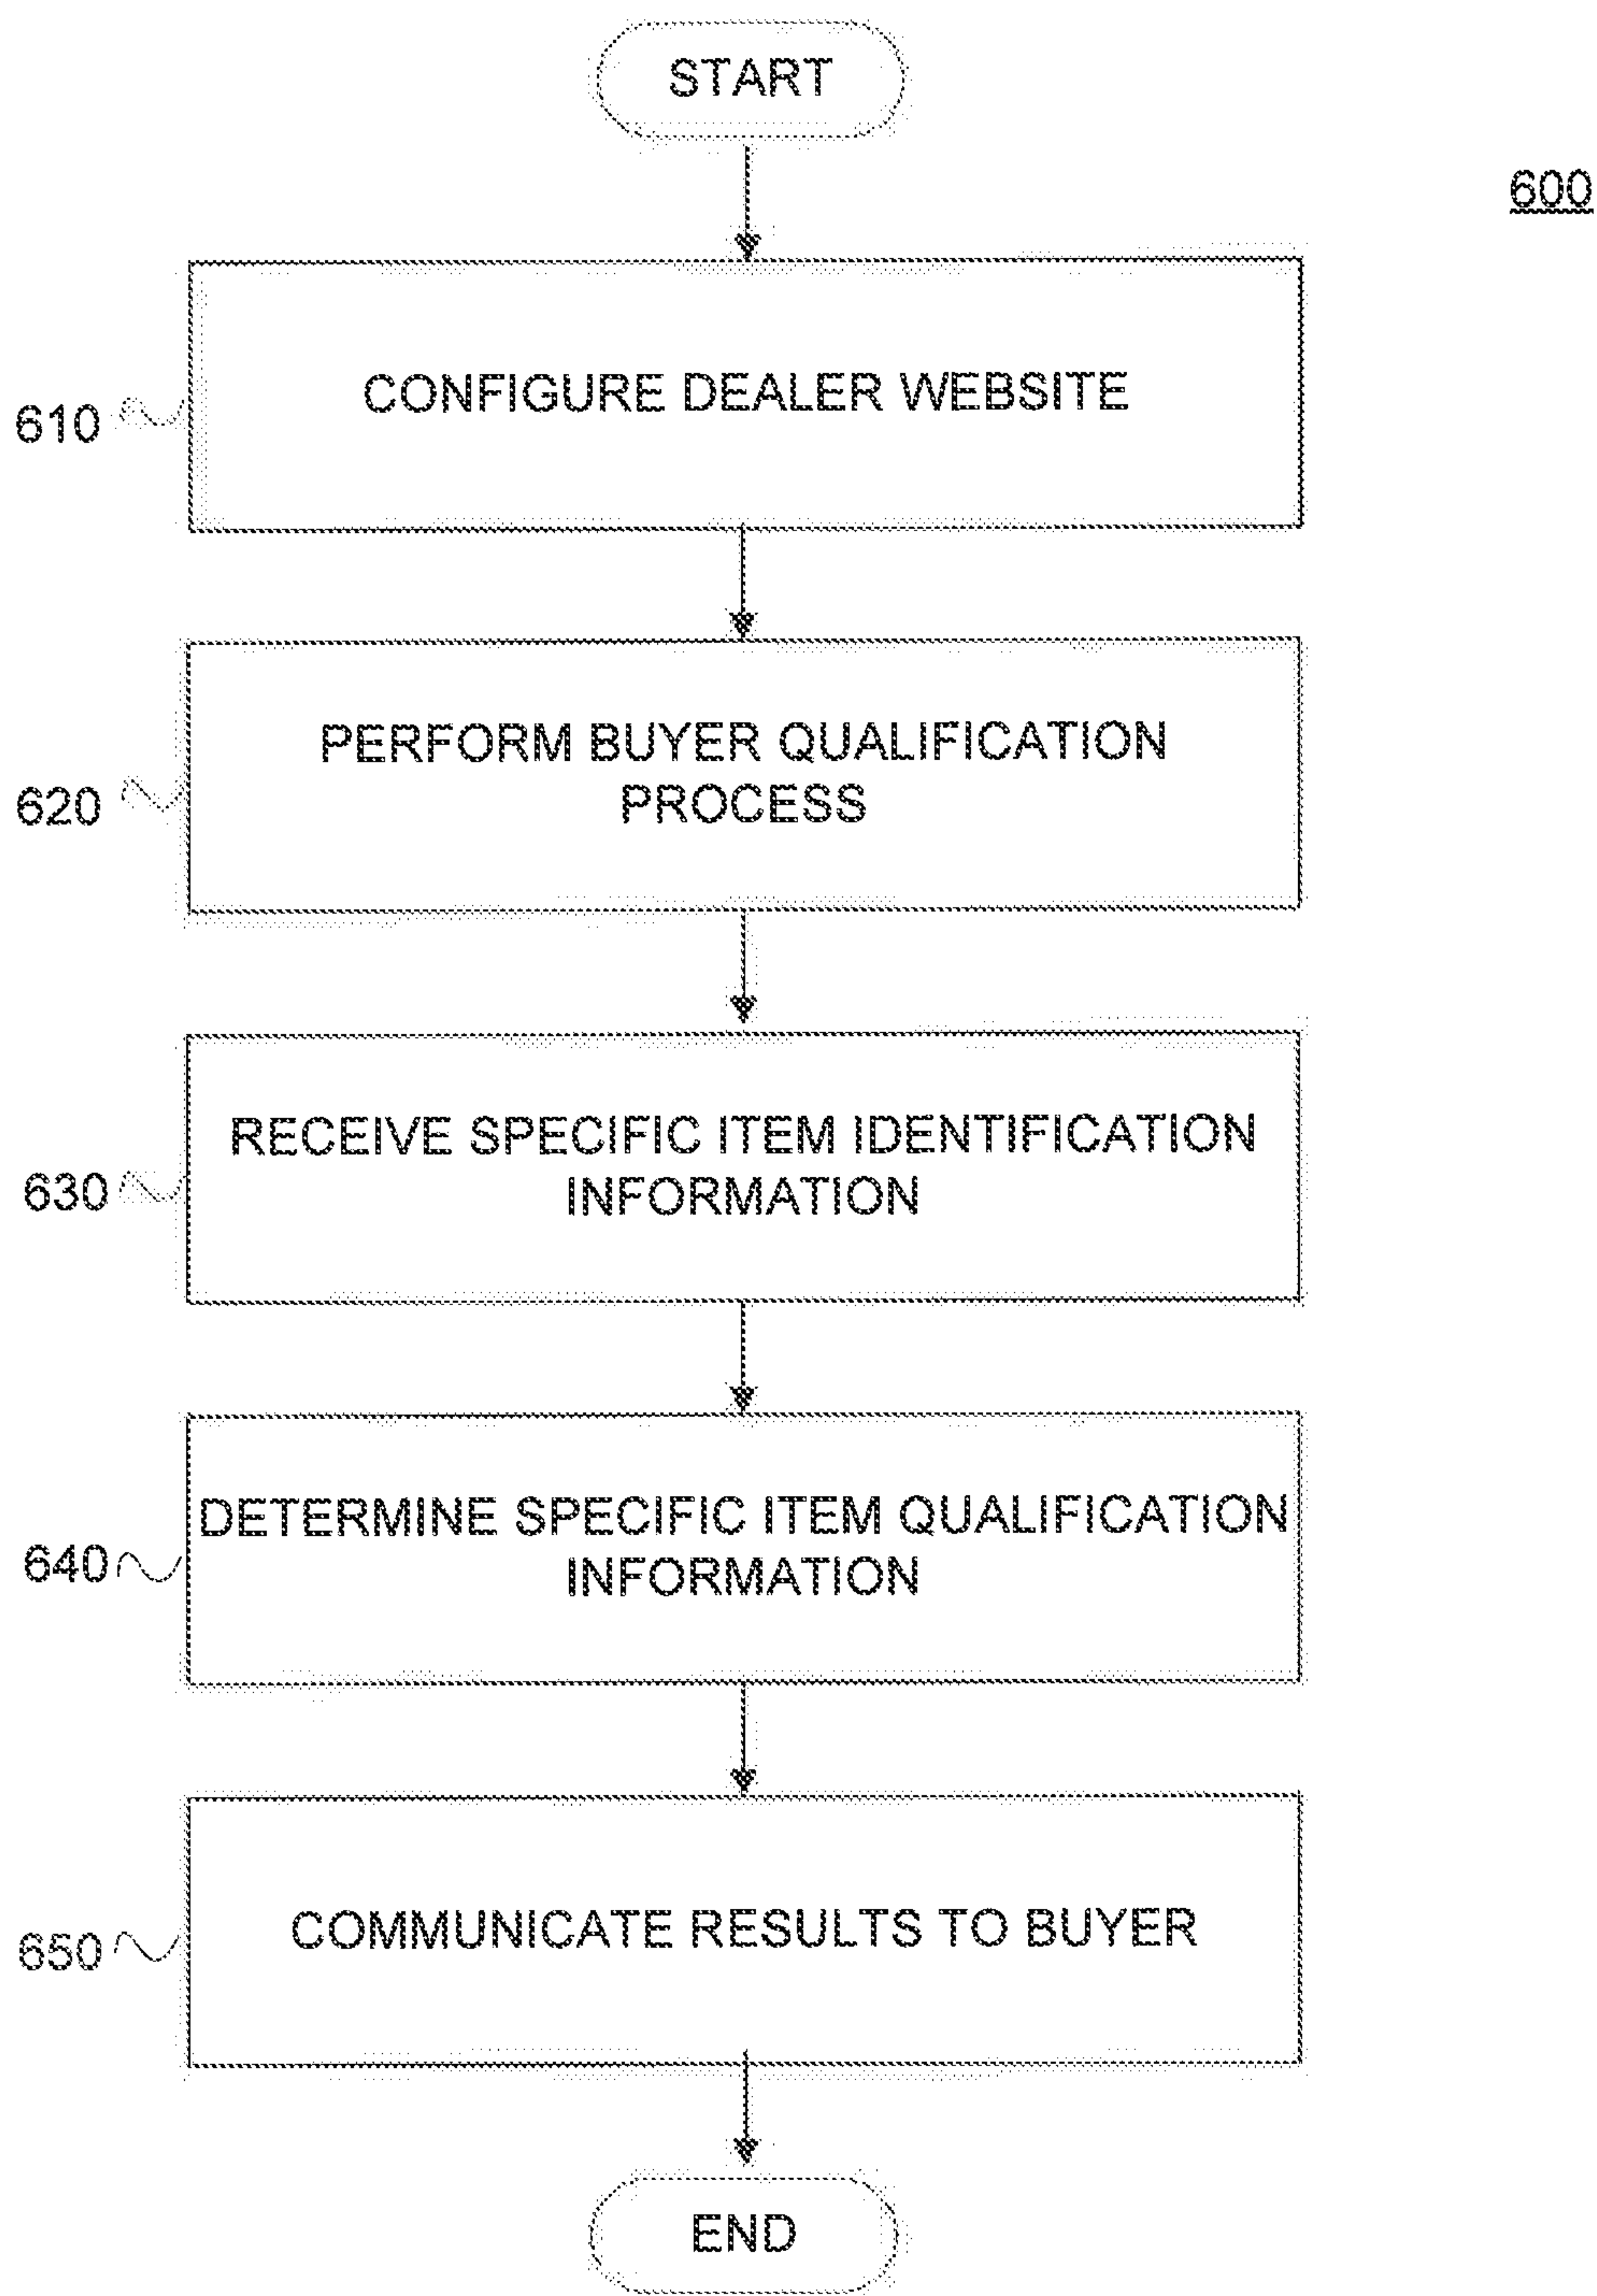 START
600
CONFIGURE DEALER WEBSITE
610
PERFORM BUYER QUALIFICATION
PROCESS
620
RECEIVE SPECIFIC ITEM IDENTIFICATION
INFORMATION
630
DETERMINE SPECIFIC ITEM QUALIFICATION
INFORMATION
640
COMMUNICATE RESULTS TO BUYER
650
END